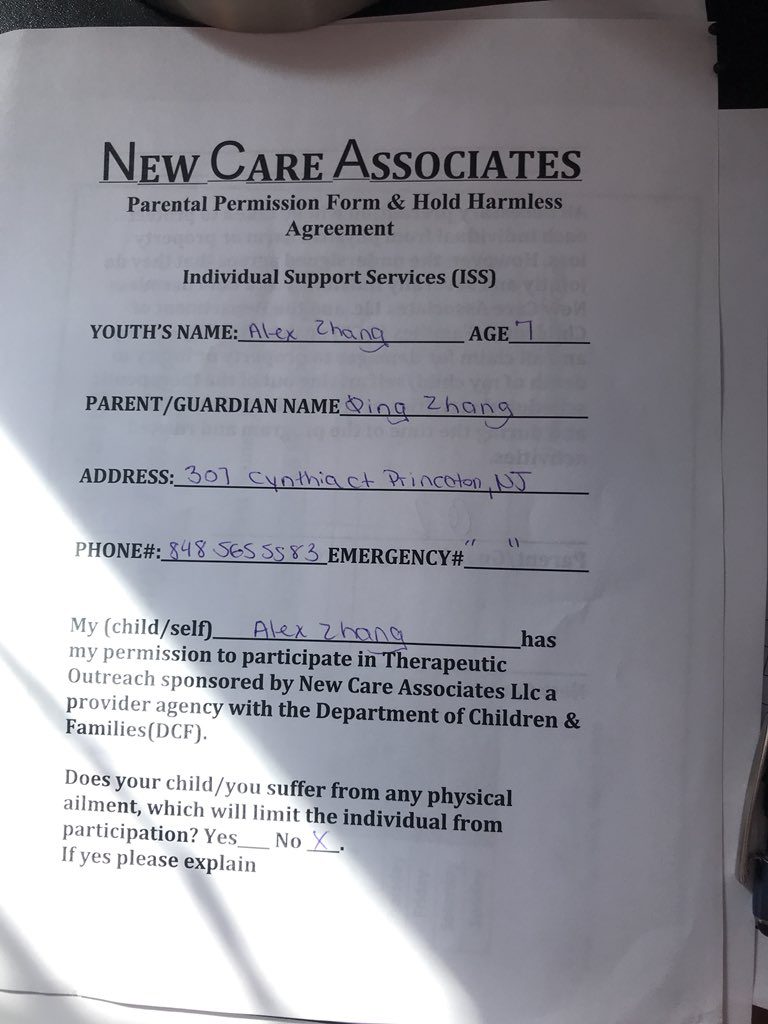 NEW CARE ASSOCIATES
Parental Permission Form & Hold Harmless
Agreement
Individual Support Services (ISS)
YOUTH'S NAME: Alex Zhang AGE 7
PARENT/GUARDIAN NAME Qing Zhang
ADDRESS: 307 Cynthia ct Princeton, NJ
PHONE#: 848 565 5583 EMERGENCY# " "
My (child/self) Alex Zhang has
my permission to participate in Therapeutic
Outreach sponsored by New Care Associates Llc a
provider agency with the Department of Children &
Families(DCF).
Does your child/you suffer from any physical
ailment, which will limit the individual from
participation? Yes___ No X.
If yes please explain